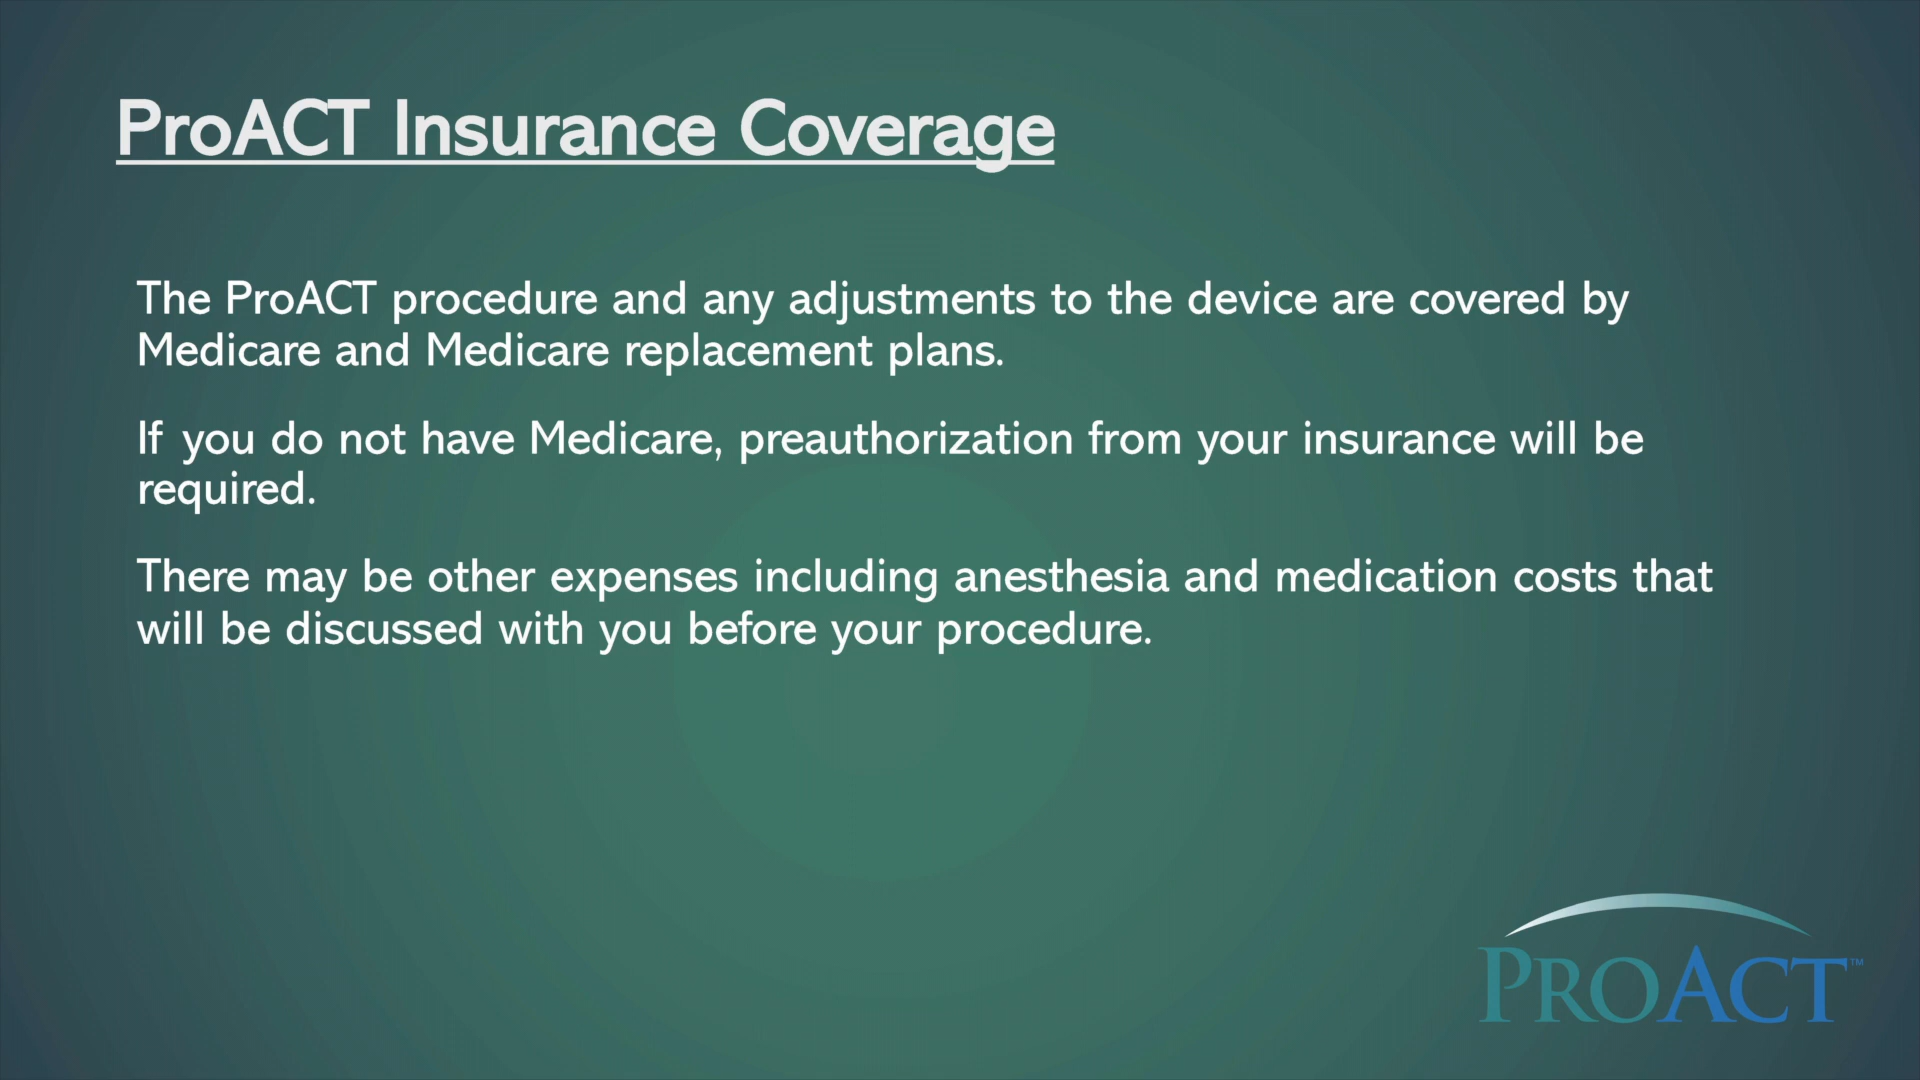 ProACT Insurance Coverage
The ProACT procedure and any adjustments to the device are covered by
Medicare and Medicare replacement plans.
If you do not have Medicare, preauthorization from your insurance will be
required.
There may be other expenses including anesthesia and medication costs that
will be discussed with you before your procedure.
PROACT™